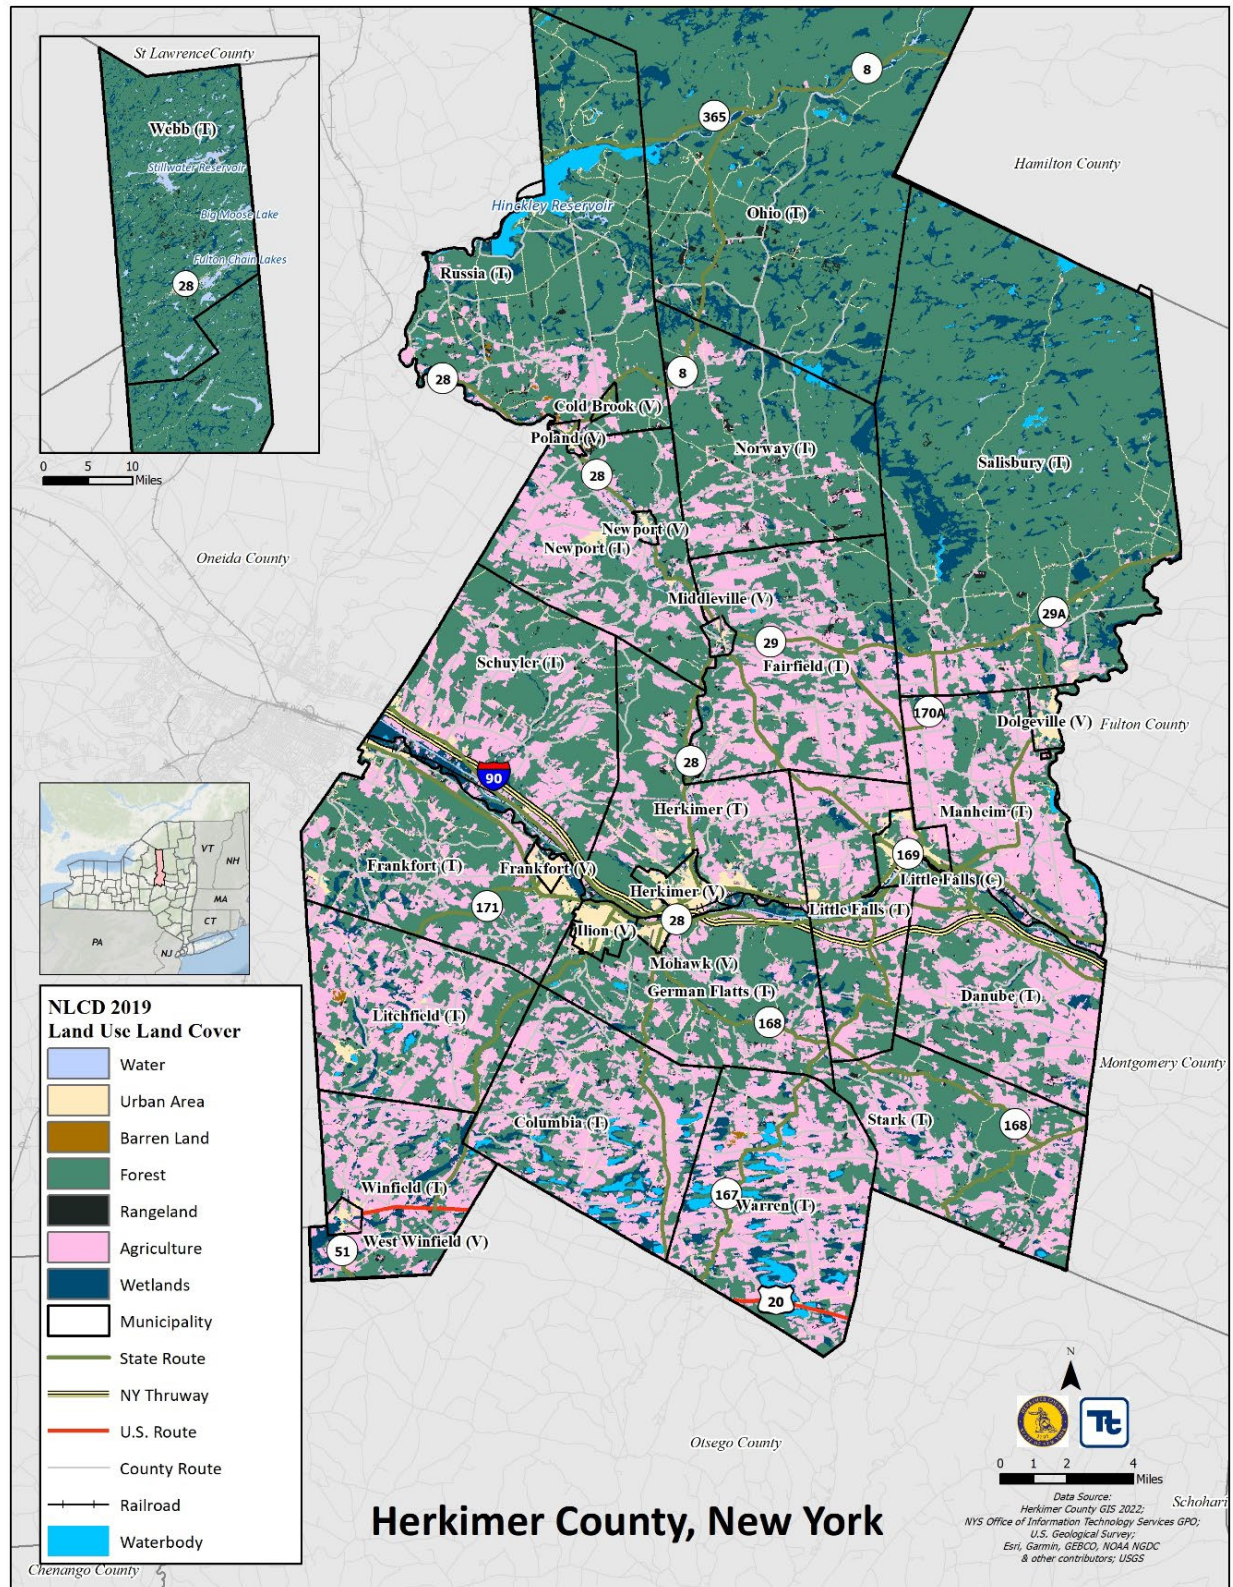 St Lawrence County
Webb (T)
Stillwater Reservoir
Big Moose Lake
Fulton Chain Lakes
28
0 5 10
Miles
8
365
Hamilton County
Hinckley Reservoir
Ohio (T)
Russia (T)
28
8
Cold Brook (V)
Poland (V)
Norway (T)
Salisbury (T)
28
Newport (V)
Newport (T)
Oneida County
Middleville (V)
29A
29
Schuyler (T)
Fairfield (T)
170A
Dolgeville (V)
Fulton County
28
90
Herkimer (T)
Manheim (T)
VT
NH
MA
CT
PA
NJ
Frankfort (T)
Frankfort (V)
169
Little Falls (C)
Herkimer (V)
171
Little Falls (T)
28
Ilion (V)
Mohawk (V)
German Flatts (T)
Danube (T)
Litchfield (T)
168
Montgomery County
Columbia (T)
Stark (T)
168
Winfield (T)
167
Warren (T)
West Winfield (V)
51
20
NLCD 2019
Land Use Land Cover
Water
Urban Area
Barren Land
Forest
Rangeland
Agriculture
Wetlands
Municipality
State Route
NY Thruway
U.S. Route
County Route
Railroad
Waterbody
Chenango County
Otsego County
Herkimer County, New York
N
Tt
0 1 2 4
Miles
Data Source:
Herkimer County GIS 2022;
NYS Office of Information Technology Services GPO;
U.S. Geological Survey;
Esri, Garmin, GEBCO, NOAA NGDC
& other contributors; USGS
Schohari